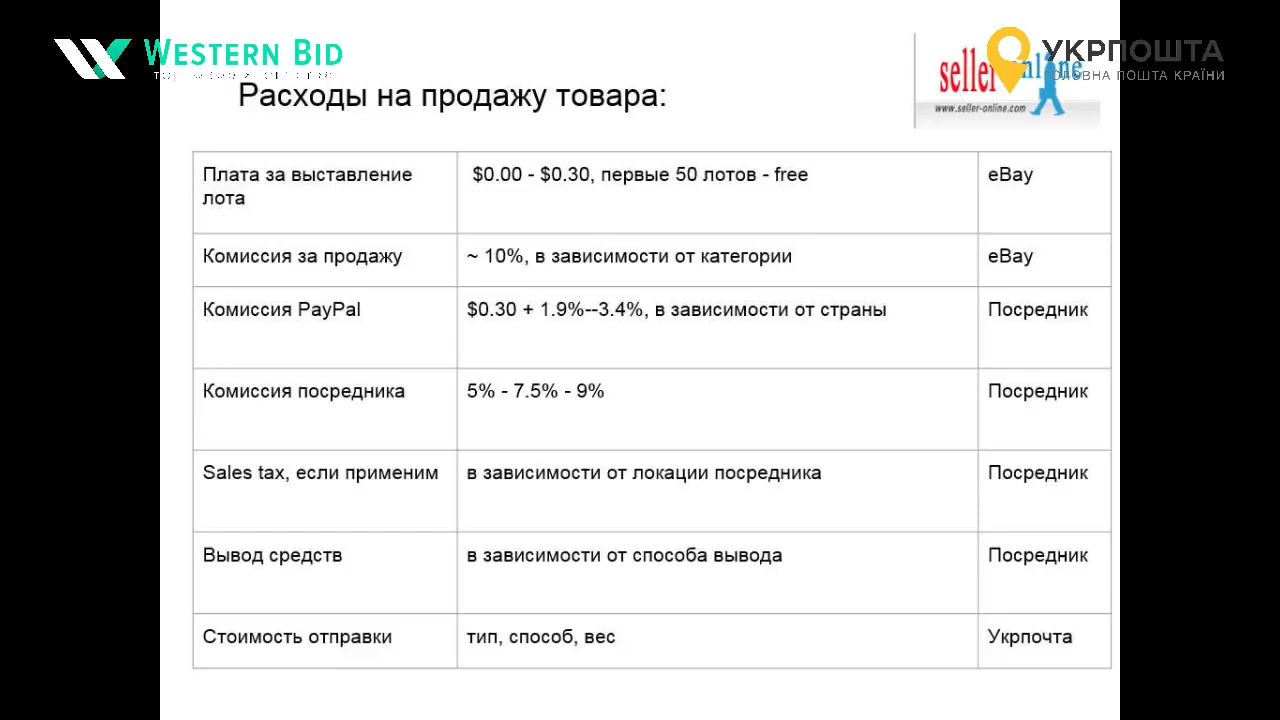 WESTERN BID
УКРПОШТА
ГОЛОВНА ПОШТА КРАЇНИ
seller online
www.seller-online.com
Расходы на продажу товара:
Плата за выставление
лота
$0.00 - $0.30, первые 50 лотов - free
eBay
Комиссия за продажу
~ 10%, в зависимости от категории
eBay
Комиссия PayPal
$0.30 + 1.9%--3.4%, в зависимости от страны
Посредник
Комиссия посредника
5% - 7.5% - 9%
Посредник
Sales tax, если применим
в зависимости от локации посредника
Посредник
Вывод средств
в зависимости от способа вывода
Посредник
Стоимость отправки
тип, способ, вес
Укрпочта